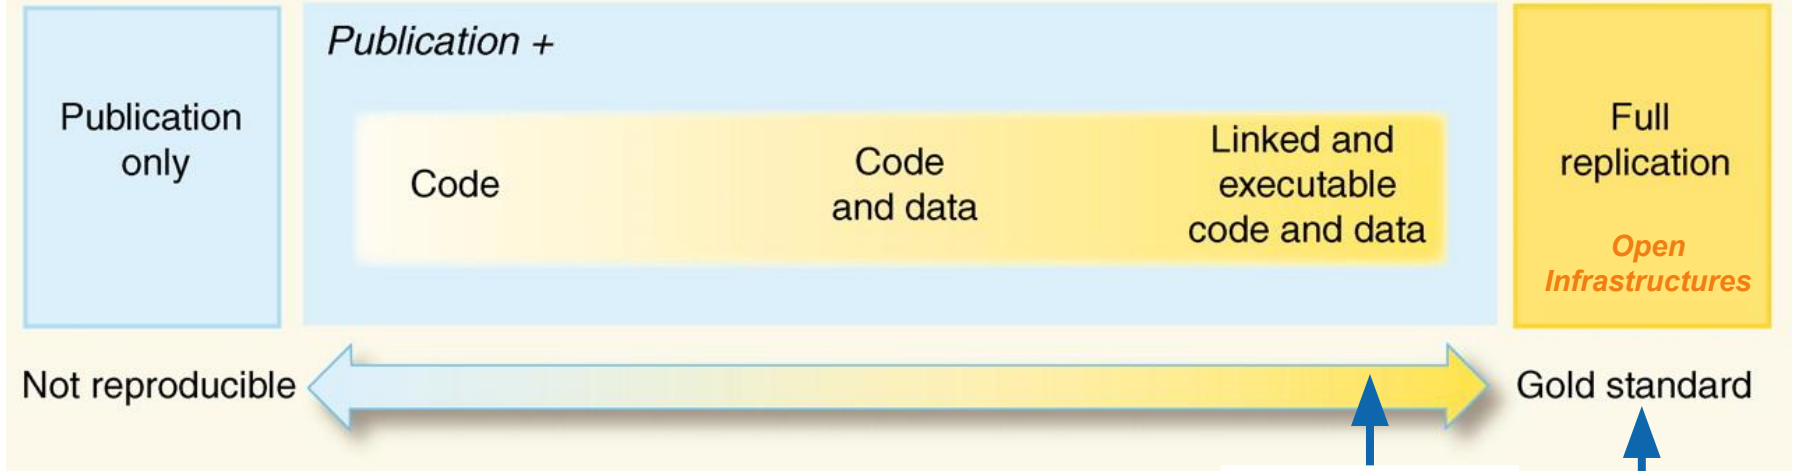 Publication
only
Publication +
Code
Code
and data
Linked and
executable
code and data
Full
replication
Open
Infrastructures
Not reproducible
Gold standard